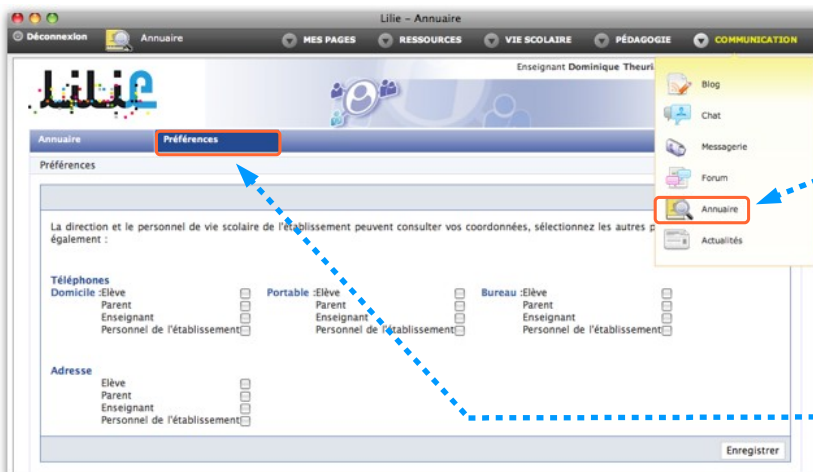 Lilie – Annuaire
Déconnexion Annuaire MES PAGES RESSOURCES VIE SCOLAIRE PÉDAGOGIE COMMUNICATION
Enseignant Dominique Theuri
Lilie
Blog
Chat
Messagerie
Forum
Annuaire
Actualités
Annuaire Préférences
Préférences
La direction et le personnel de vie scolaire de l'établissement peuvent consulter vos coordonnées, sélectionnez les autres p
également :
Téléphones
Domicile :Elève Portable :Elève Bureau :Elève
Parent Parent Parent
Enseignant Enseignant Enseignant
Personnel de l'établissement Personnel de l'établissement Personnel de l'établissement
Adresse
Elève
Parent
Enseignant
Personnel de l'établissement
Enregistrer